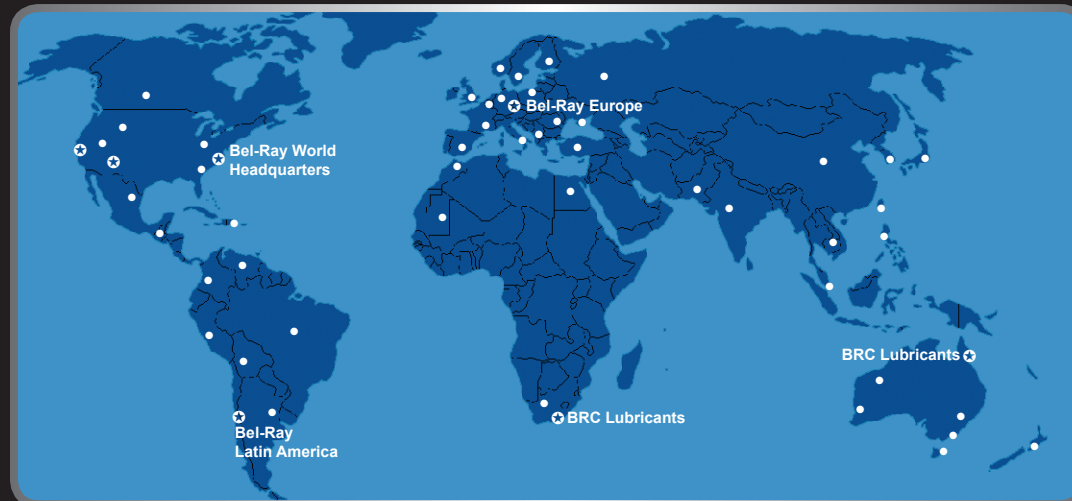 Bel-Ray Europe
Bel-Ray World
Headquarters
BRC Lubricants
BRC Lubricants
Bel-Ray
Latin America